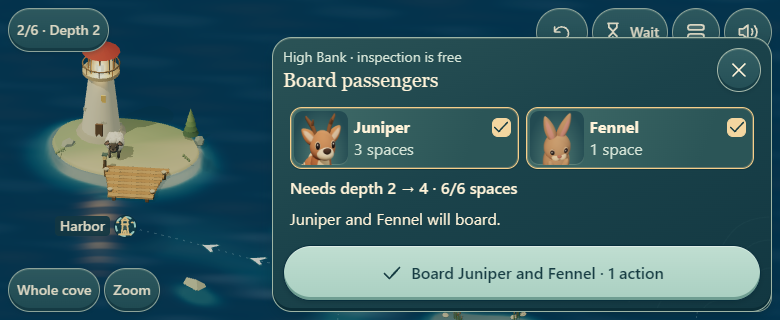 2/6 · Depth 2
Wait
High Bank · inspection is free
Board passengers
Juniper
3 spaces
Fennel
1 space
Needs depth 2 → 4 · 6/6 spaces
Juniper and Fennel will board.
Harbor
Board Juniper and Fennel · 1 action
Whole cove
Zoom